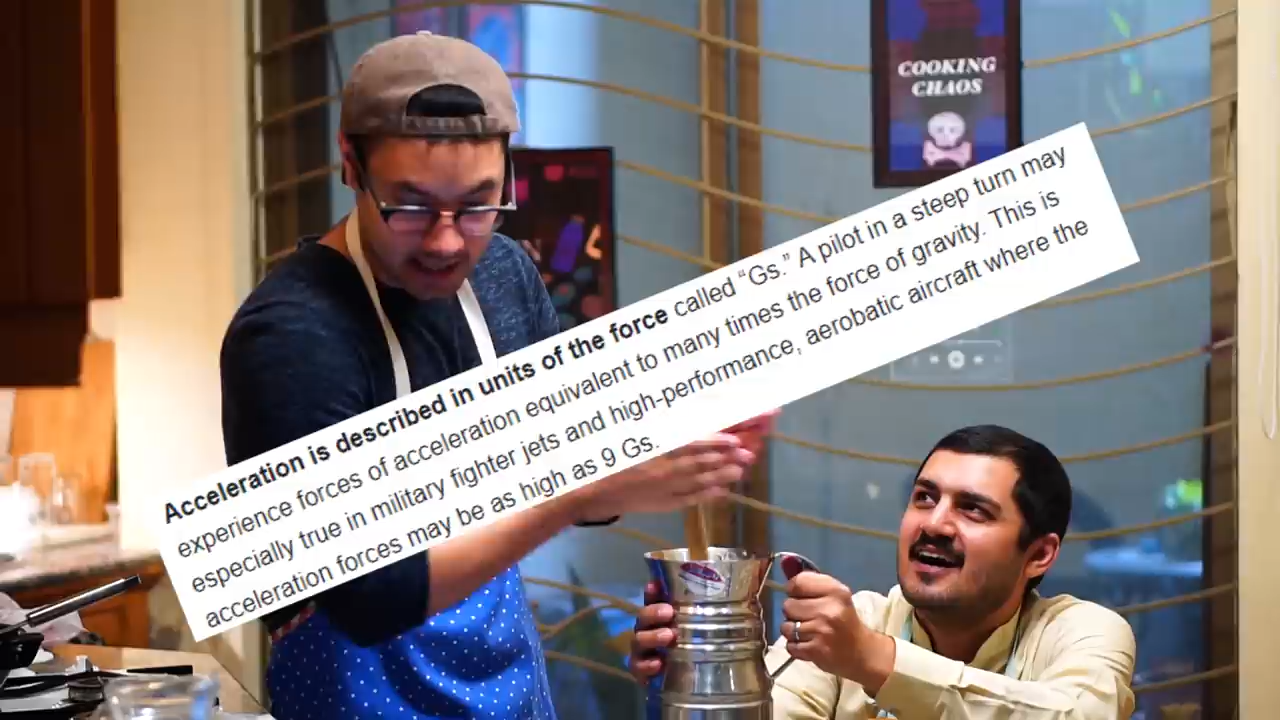 COOKING
CHAOS
Acceleration is described in units of the force called “Gs.” A pilot in a steep turn may
experience forces of acceleration equivalent to many times the force of gravity. This is
especially true in military fighter jets and high-performance, aerobatic aircraft where the
acceleration forces may be as high as 9 Gs.